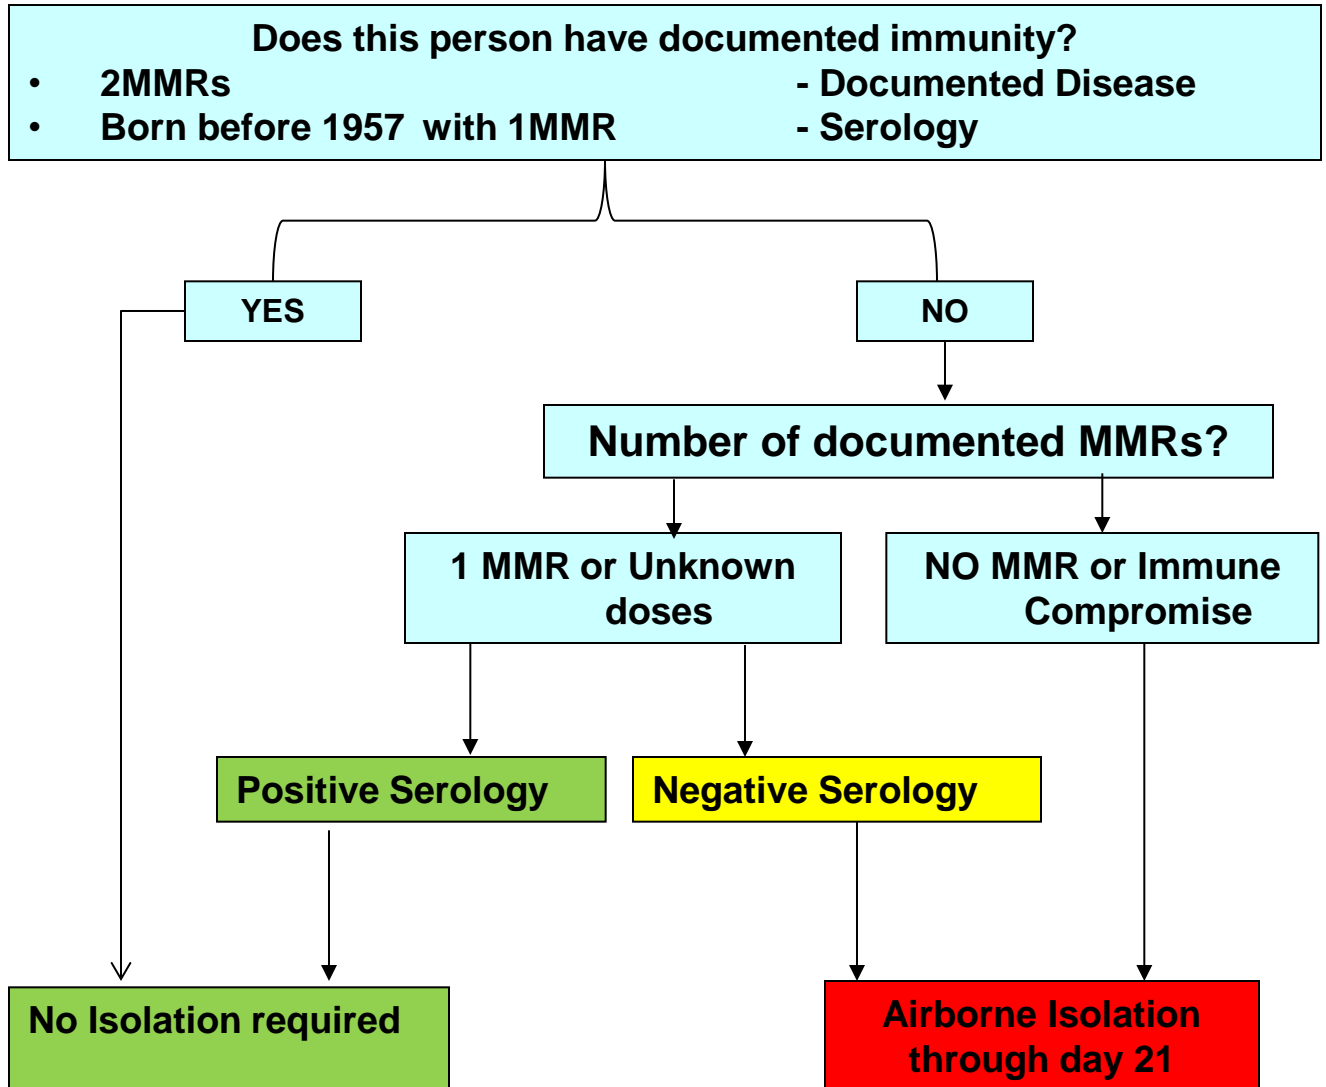 Does this person have documented immunity?
• 2MMRs - Documented Disease
• Born before 1957 with 1MMR - Serology
YES
NO
Number of documented MMRs?
1 MMR or Unknown
doses
NO MMR or Immune
Compromise
Positive Serology
Negative Serology
No Isolation required
Airborne Isolation
through day 21